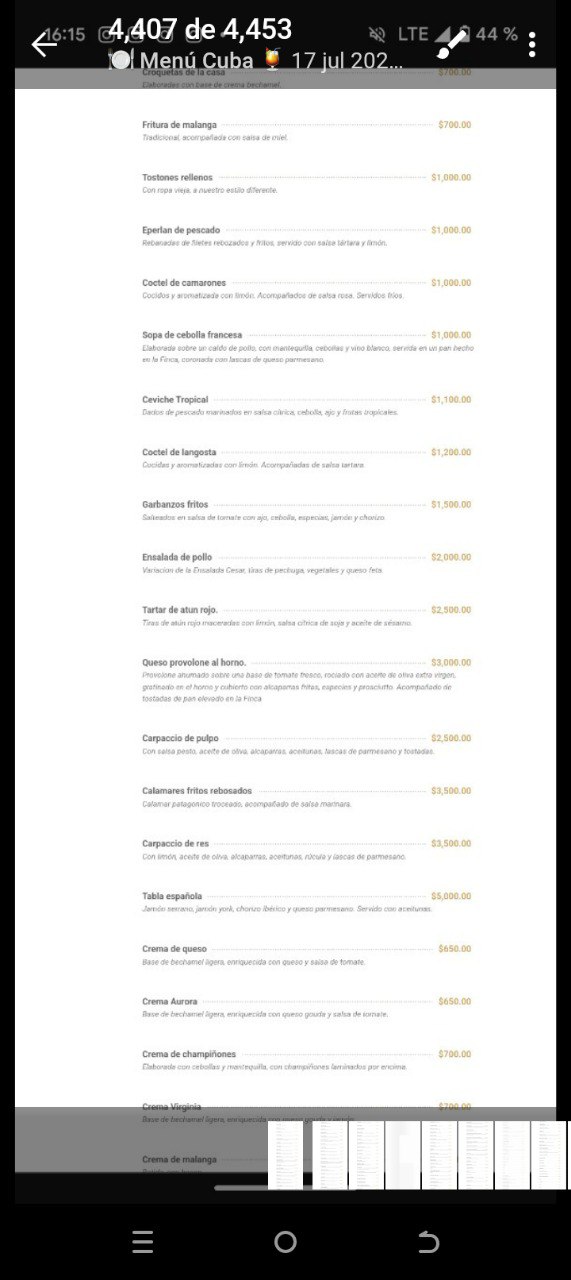 16:15
4,407 de 4,453
LTE
44 %
Menú Cuba
17 jul 202...
Croquetas de la casa $700.00
Elaboradas con base de crema bechamel.
Fritura de malanga $700.00
Tradicional, acompañada con salsa de miel.
Tostones rellenos $1,000.00
Con ropa vieja, a nuestro estilo diferente.
Eperlan de pescado $1,000.00
Rebanadas de filetes rebozados y fritos, servido con salsa tártara y limón.
Coctel de camarones $1,000.00
Cocidos y aromatizada con limón. Acompañados de salsa rosa. Servidos fríos.
Sopa de cebolla francesa $1,000.00
Elaborada sobre un caldo de pollo, con mantequilla, cebollas y vino blanco, servida en un pan hecho
en la Finca, coronada con lascas de queso parmesano.
Ceviche Tropical $1,100.00
Dados de pescado marinados en salsa cítrica, cebolla, ajo y frutas tropicales.
Coctel de langosta $1,200.00
Cocidas y aromatizadas con limón. Acompañadas de salsa tartara.
Garbanzos fritos $1,500.00
Salteados en salsa de tomate con ajo, cebolla, especias, jamón y chorizo.
Ensalada de pollo $2,000.00
Variacion de la Ensalada Cesar, tiras de pechuga, vegetales y queso feta.
Tartar de atun rojo. $2,500.00
Tiras de atún rojo maceradas con limón, salsa cítrica de soja y aceite de sésamo.
Queso provolone al horno. $3,000.00
Provolone ahumado sobre una base de tomate fresco, rociado con aceite de oliva extra virgen,
gratinado en el horno y cubierto con alcaparras fritas, especies y prosciutto. Acompañado de
tostadas de pan elevado en la Finca
Carpaccio de pulpo $2,500.00
Con salsa pesto, aceite de oliva, alcaparras, aceitunas, lascas de parmesano y tostadas.
Calamares fritos rebosados $3,500.00
Calamar patagonico troceado, acompañado de salsa marinara.
Carpaccio de res $3,500.00
Con limón, aceite de oliva, alcaparras, aceitunas, rúcula y lascas de parmesano.
Tabla española $5,000.00
Jamón serrano, jamón york, chorizo ibérico y queso parmesano. Servido con aceitunas.
Crema de queso $650.00
Base de bechamel ligera, enriquecida con queso y salsa de tomate.
Crema Aurora $650.00
Base de bechamel ligera, enriquecida con queso gouda y salsa de tomate.
Crema de champiñones $700.00
Elaborada con cebollas y mantequilla, con champiñones laminados por encima.
Crema Virginia $700.00
Base de bechamel ligera, enriquecida con queso gouda y jamón.
Crema de malanga